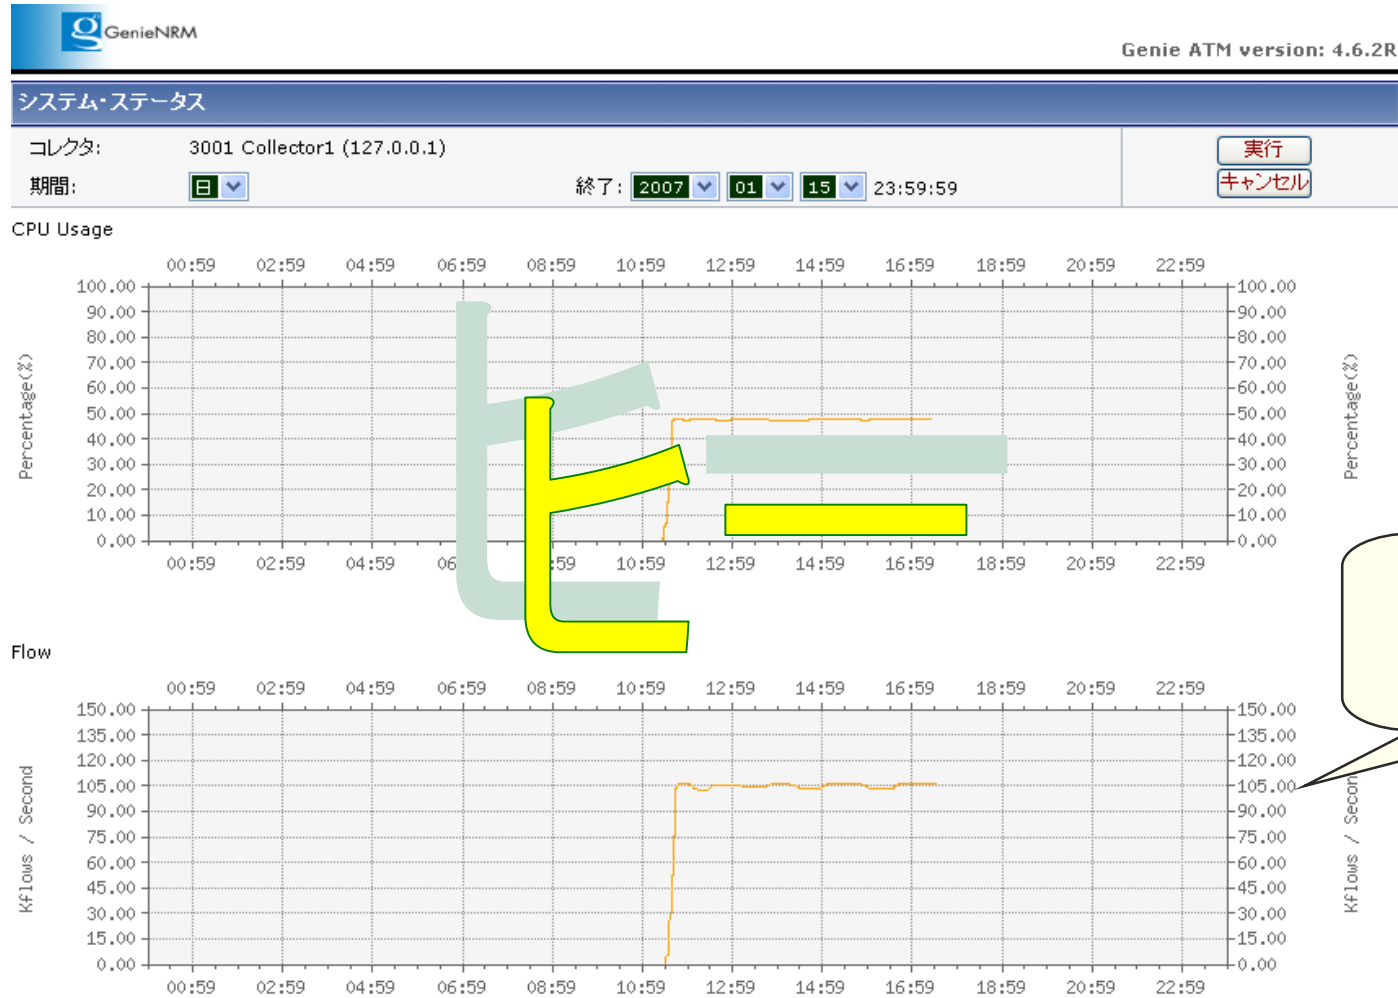 GenieNRM
Genie ATM version: 4.6.2R
システム・ステータス
コレクタ: 3001 Collector1 (127.0.0.1) 実行
期間: 日 終了: 2007 01 15 23:59:59 キャンセル
CPU Usage
00:59 02:59 04:59 06:59 08:59 10:59 12:59 14:59 16:59 18:59 20:59 22:59
100.00 100.00
90.00 90.00
80.00 80.00
70.00 70.00
60.00 60.00
50.00 50.00
40.00 40.00
30.00 30.00
20.00 20.00
10.00 10.00
0.00 0.00
Percentage(%) Percentage(%)
ヒー
00:59 02:59 04:59 06 :59 10:59 12:59 14:59 16:59 18:59 20:59 22:59
Flow
00:59 02:59 04:59 06:59 08:59 10:59 12:59 14:59 16:59 18:59 20:59 22:59
150.00 150.00
135.00 135.00
120.00 120.00
105.00 105.00
90.00 90.00
75.00 75.00
60.00 60.00
45.00 45.00
30.00 30.00
15.00 15.00
0.00 0.00
Kflows / Second Kflows / Second
00:59 02:59 04:59 06:59 08:59 10:59 12:59 14:59 16:59 18:59 20:59 22:59